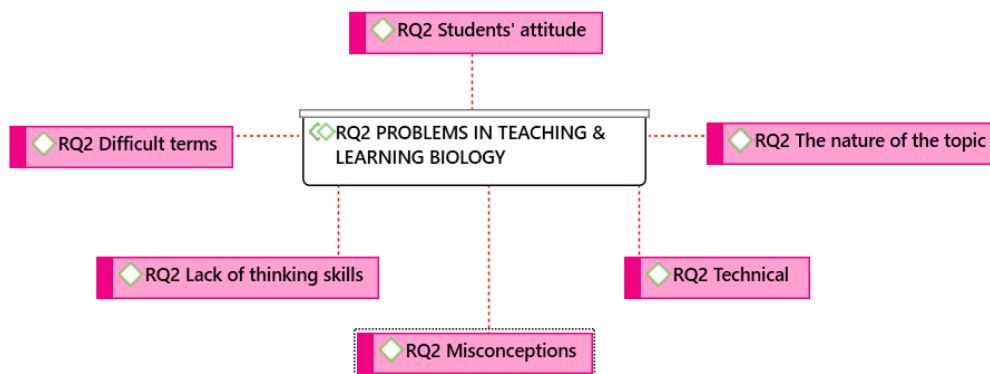 RQ2 Students' attitude
RQ2 PROBLEMS IN TEACHING &
LEARNING BIOLOGY
RQ2 Difficult terms
RQ2 The nature of the topic
RQ2 Lack of thinking skills
RQ2 Technical
RQ2 Misconceptions